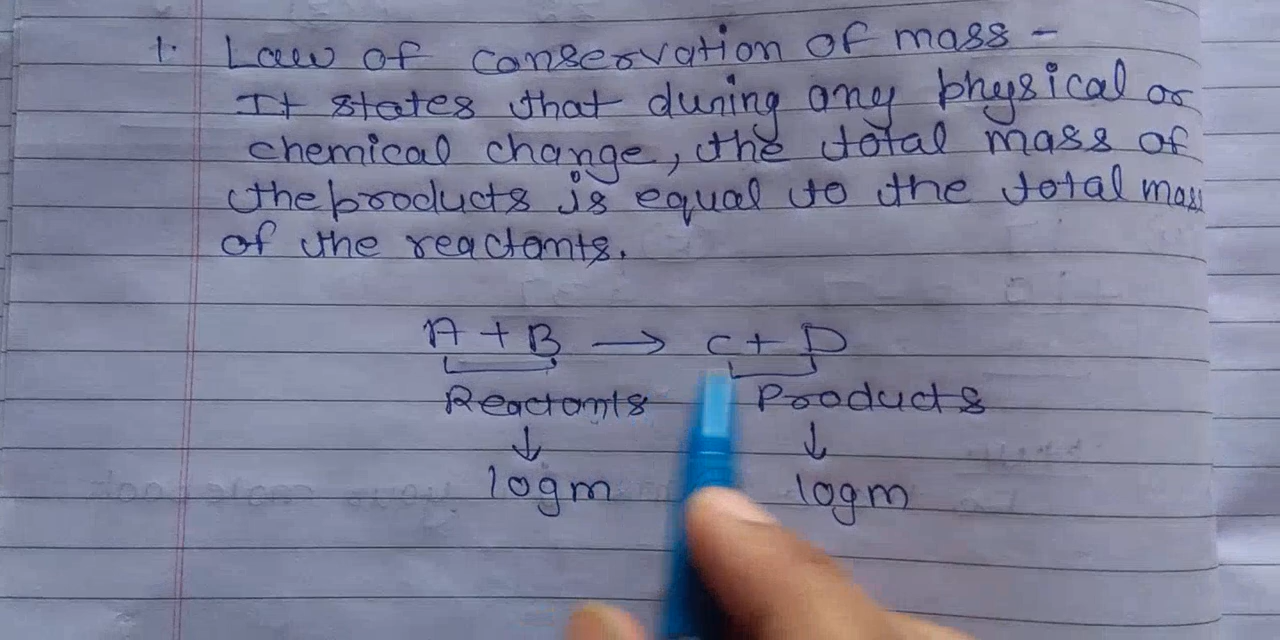 1. Law of conservation of mass -
It states that during any physical or
chemical change, the total mass of
the products is equal to the total mass
of the reactants.
A + B → C + D
Reactants Products
↓ ↓
10gm 10gm